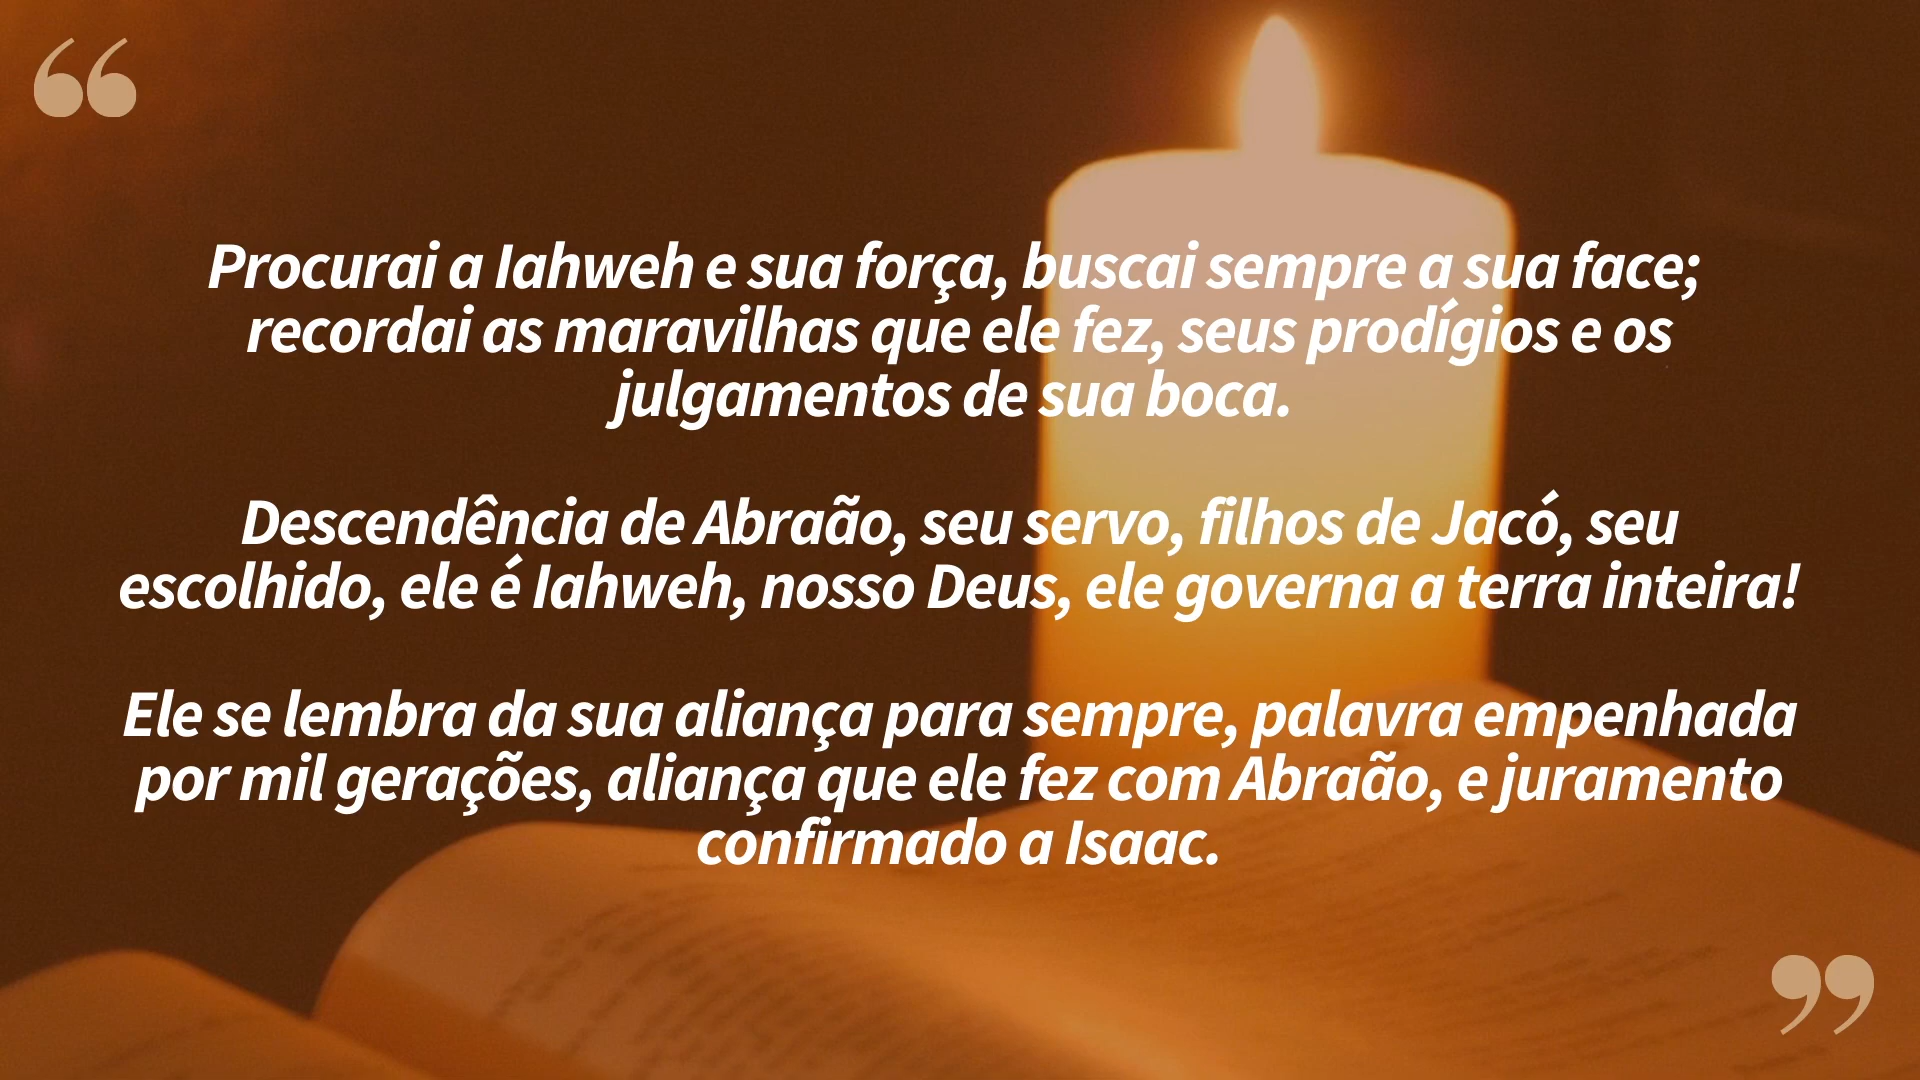 “
Procurai a Iahweh e sua força, buscai sempre a sua face;
recordai as maravilhas que ele fez, seus prodígios e os
julgamentos de sua boca.
Descendência de Abraão, seu servo, filhos de Jacó, seu
escolhido, ele é Iahweh, nosso Deus, ele governa a terra inteira!
Ele se lembra da sua aliança para sempre, palavra empenhada
por mil gerações, aliança que ele fez com Abraão, e juramento
confirmado a Isaac.
”